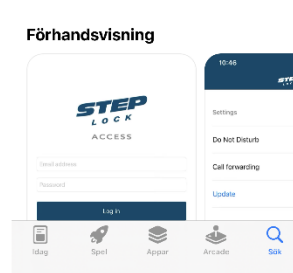 Förhandsvisning
10:46
STEP
LOCK
ACCESS
Settings
Do Not Disturb
Email address
Call forwarding
Password
Update
Log in
Idag
Spel
Appar
Arcade
Sök